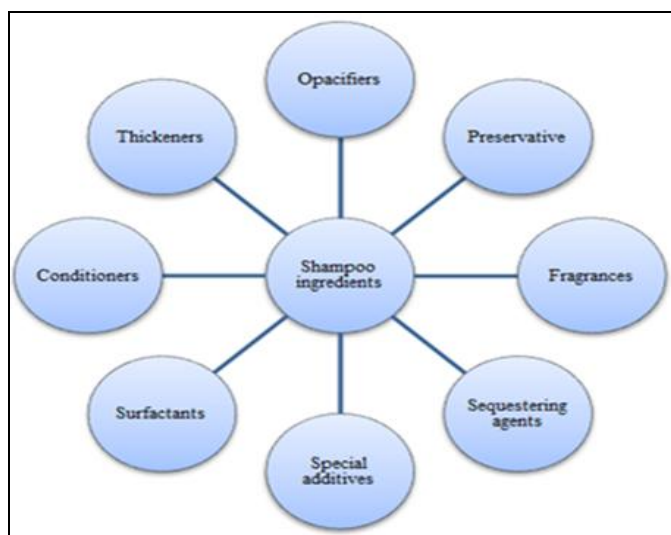 Opacifiers
Thickeners
Preservative
Conditioners
Shampoo
ingredients
Fragrances
Surfactants
Sequestering
agents
Special
additives